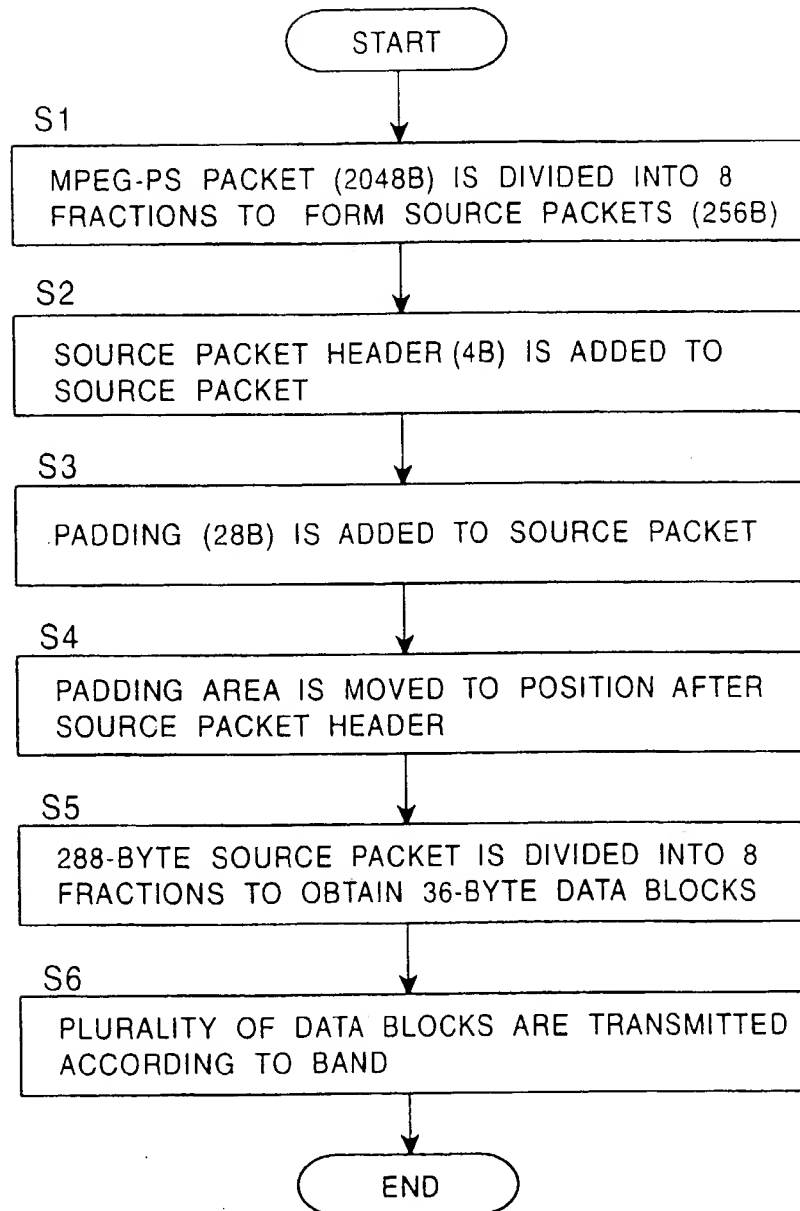 START
S1
MPEG-PS PACKET (2048B) IS DIVIDED INTO 8
FRACTIONS TO FORM SOURCE PACKETS (256B)
S2
SOURCE PACKET HEADER (4B) IS ADDED TO
SOURCE PACKET
S3
PADDING (28B) IS ADDED TO SOURCE PACKET
S4
PADDING AREA IS MOVED TO POSITION AFTER
SOURCE PACKET HEADER
S5
288-BYTE SOURCE PACKET IS DIVIDED INTO 8
FRACTIONS TO OBTAIN 36-BYTE DATA BLOCKS
S6
PLURALITY OF DATA BLOCKS ARE TRANSMITTED
ACCORDING TO BAND
END